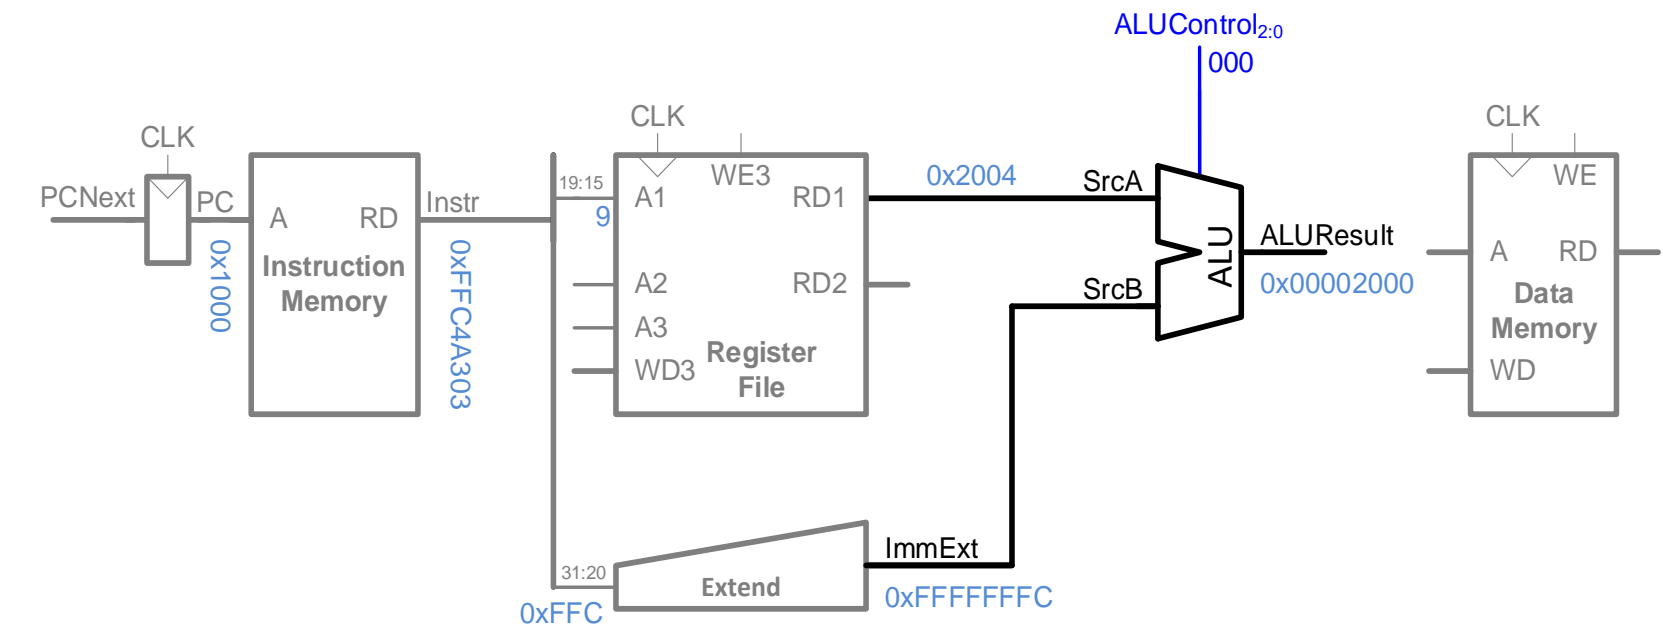 ALUControl2:0
000
CLK
PCNext
PC
0x1000
A
RD
Instruction
Memory
Instr
0xFFC4A303
CLK
19:15
9
A1
WE3
RD1
A2
RD2
A3
WD3
Register
File
0x2004
SrcA
SrcB
ALU
ALUResult
0x00002000
CLK
WE
A
RD
Data
Memory
WD
31:20
0xFFC
Extend
ImmExt
0xFFFFFFFC